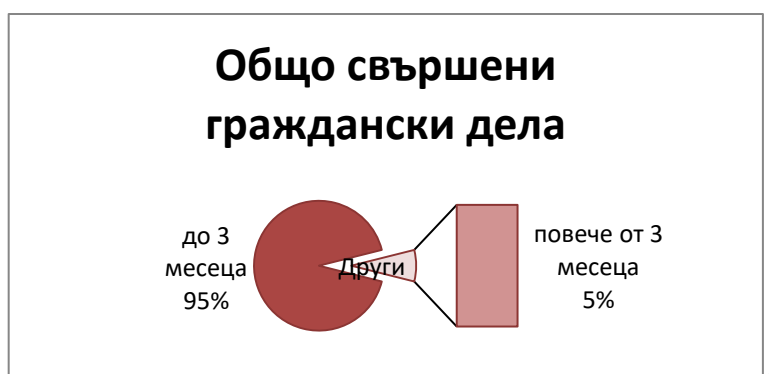 Общо свършени
граждански дела
до 3
месеца
95%
Други
повече от 3
месеца
5%